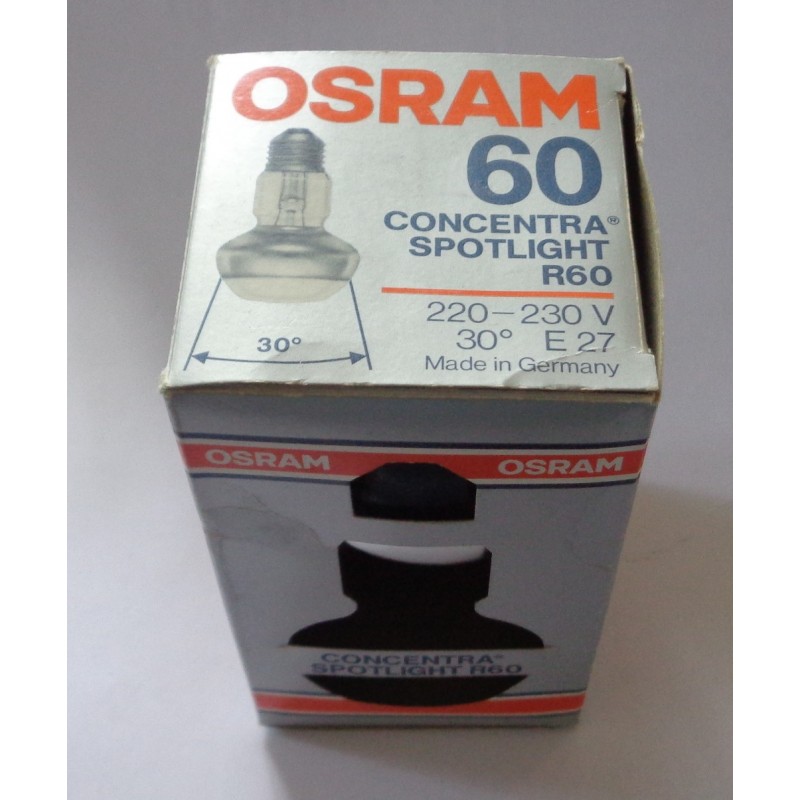 OSRAM
60
CONCENTRA®
SPOTLIGHT
R60
30°
220–230 V
30° E 27
Made in Germany
OSRAM OSRAM
CONCENTRA®
SPOTLIGHT R60